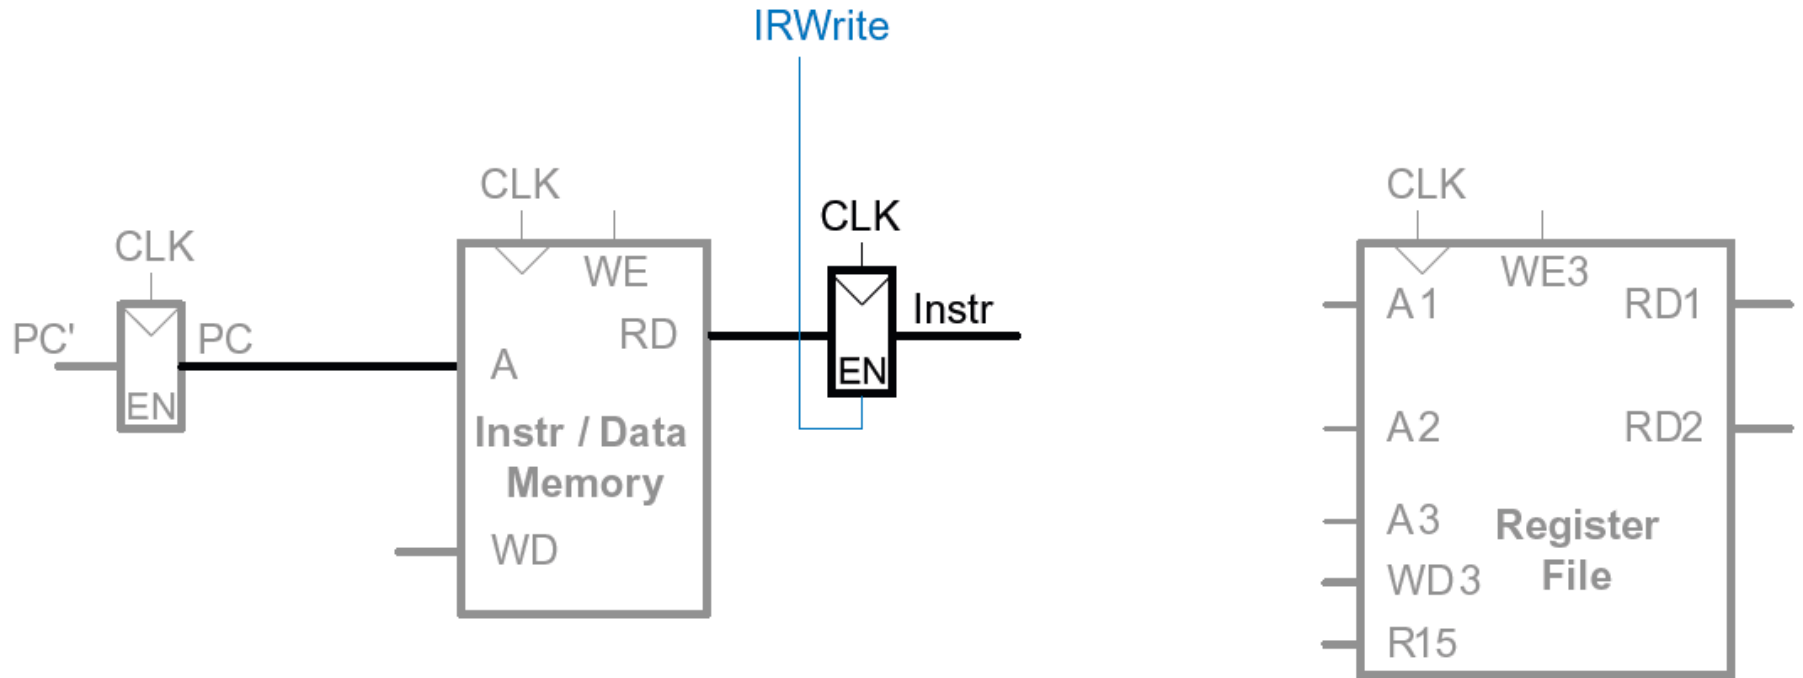 IRWrite
CLK
PC'
PC
EN
CLK
WE
RD
A
Instr / Data
Memory
WD
CLK
Instr
EN
CLK
WE3
A1
RD1
A2
RD2
A3
Register
File
WD3
R15